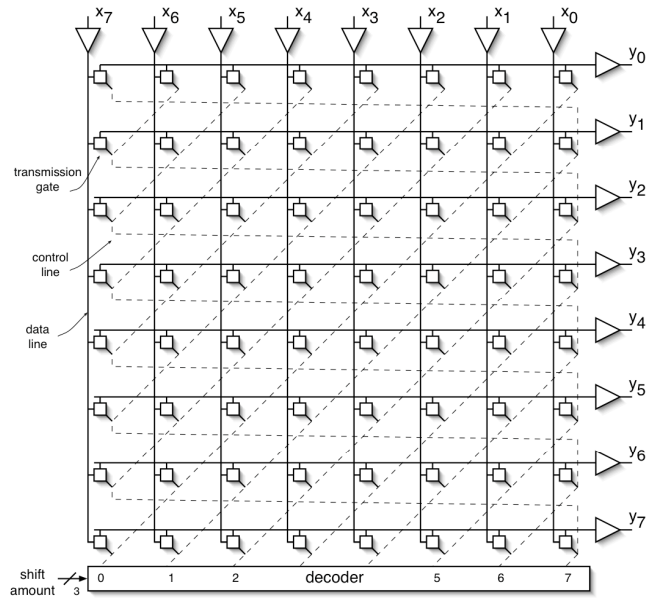 x7 x6 x5 x4 x3 x2 x1 x0
y0
y1
transmission
gate
y2
control
line
y3
data
line
y4
y5
y6
y7
shift
amount
3
0 1 2 decoder 5 6 7